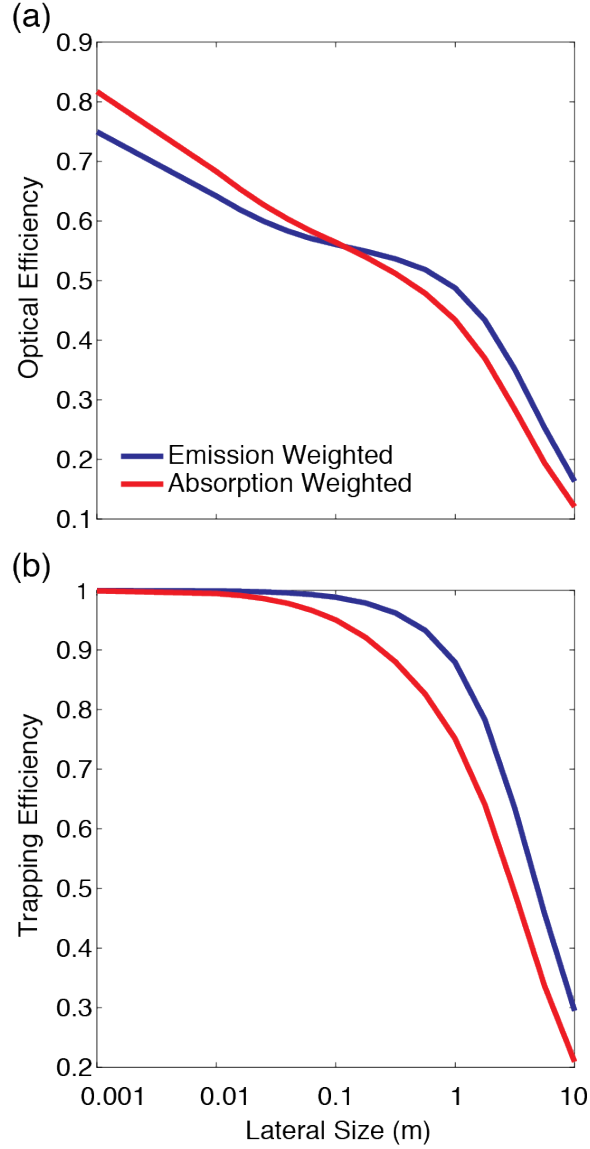 (a)
0.9
0.8
0.7
0.6
0.5
0.4
0.3
0.2
0.1
Optical Efficiency
Emission Weighted
Absorption Weighted
(b)
1
0.9
0.8
0.7
0.6
0.5
0.4
0.3
0.2
Trapping Efficiency
0.001 0.01 0.1 1 10
Lateral Size (m)